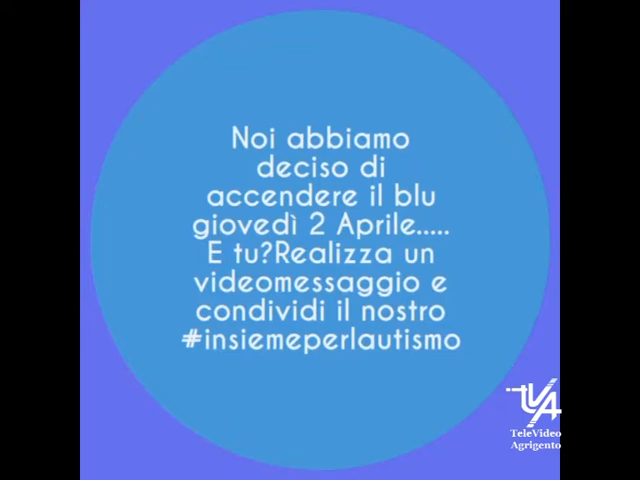 Noi abbiamo
deciso di
accendere il blu
giovedì 2 Aprile.....
E tu?Realizza un
videomessaggio e
condividi il nostro
#insiemeperlautismo
TVA
TeleVideo
Agrigento